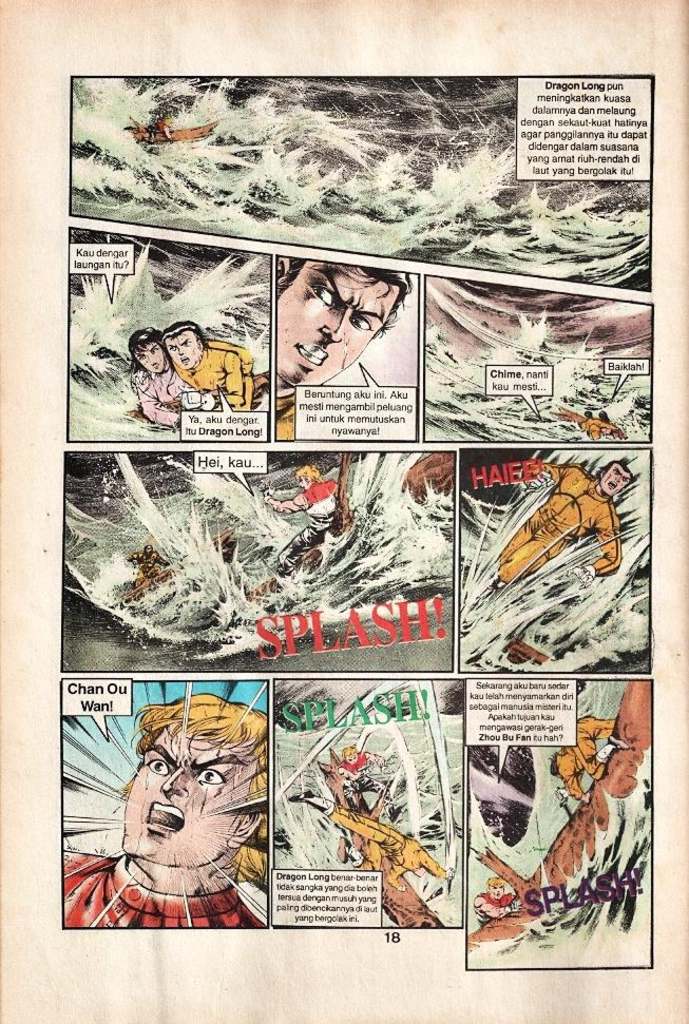 Dragon Long pun
meningkatkan kuasa
dalamnya dan melaung
dengan sekaut-kuat hatinya
agar panggilannya itu dapat
didengar dalam suasana
yang amat riuh-rendah di
laut yang bergolak itu!
Kau dengar
laungan itu?
Ya, aku dengar.
Itu Dragon Long!
Beruntung aku ini. Aku
mesti mengambil peluang
ini untuk memutuskan
nyawanya!
Chime, nanti
kau mesti...
Baiklah!
Hei, kau...
SPLASH!
HAIEE!
Chan Ou
Wan!
SPLASH!
Dragon Long benar-benar
tidak sangka yang dia boleh
tersua dengan musuh yang
paling dibencikannya di laut
yang bergolak ini.
Sekarang aku baru sedar
kau telah menyamarkan diri
sebagai manusia misteri itu.
Apakah tujuan kau
mengawasi gerak-geri
Zhou Bu Fan itu hah?
SPLASH!
18